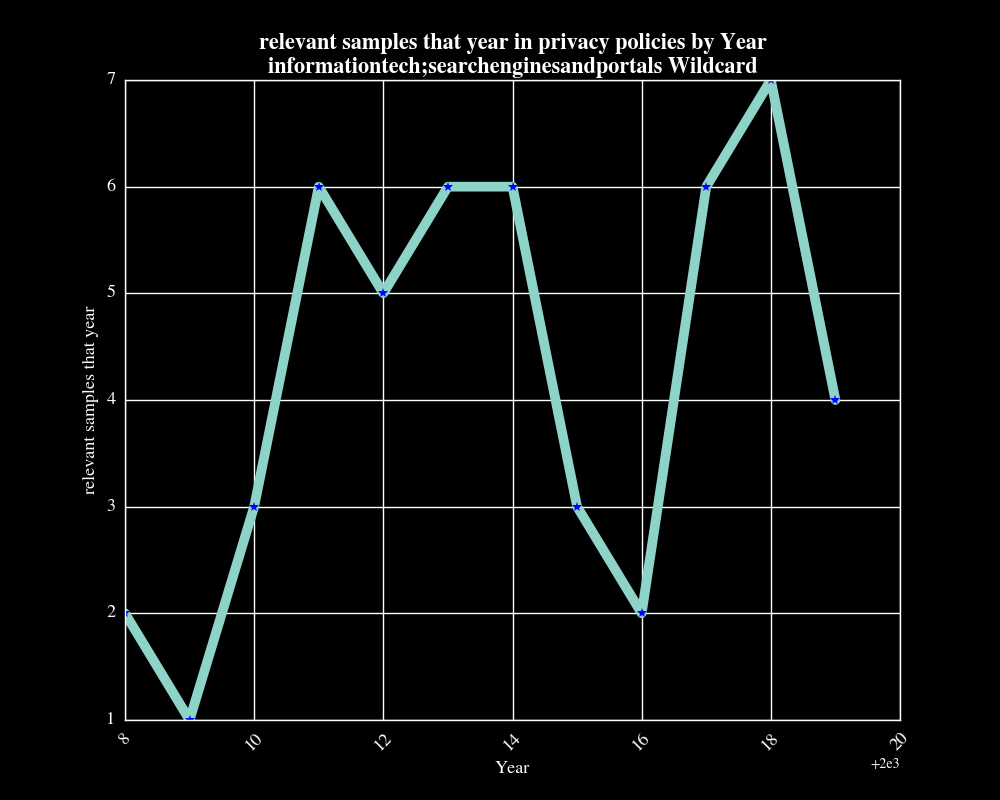 relevant samples that year in privacy policies by Year
informationtech;searchenginesandportals Wildcard
7
6
5
4
3
2
1
relevant samples that year
8
10
12
14
16
18
20
Year
+2e3